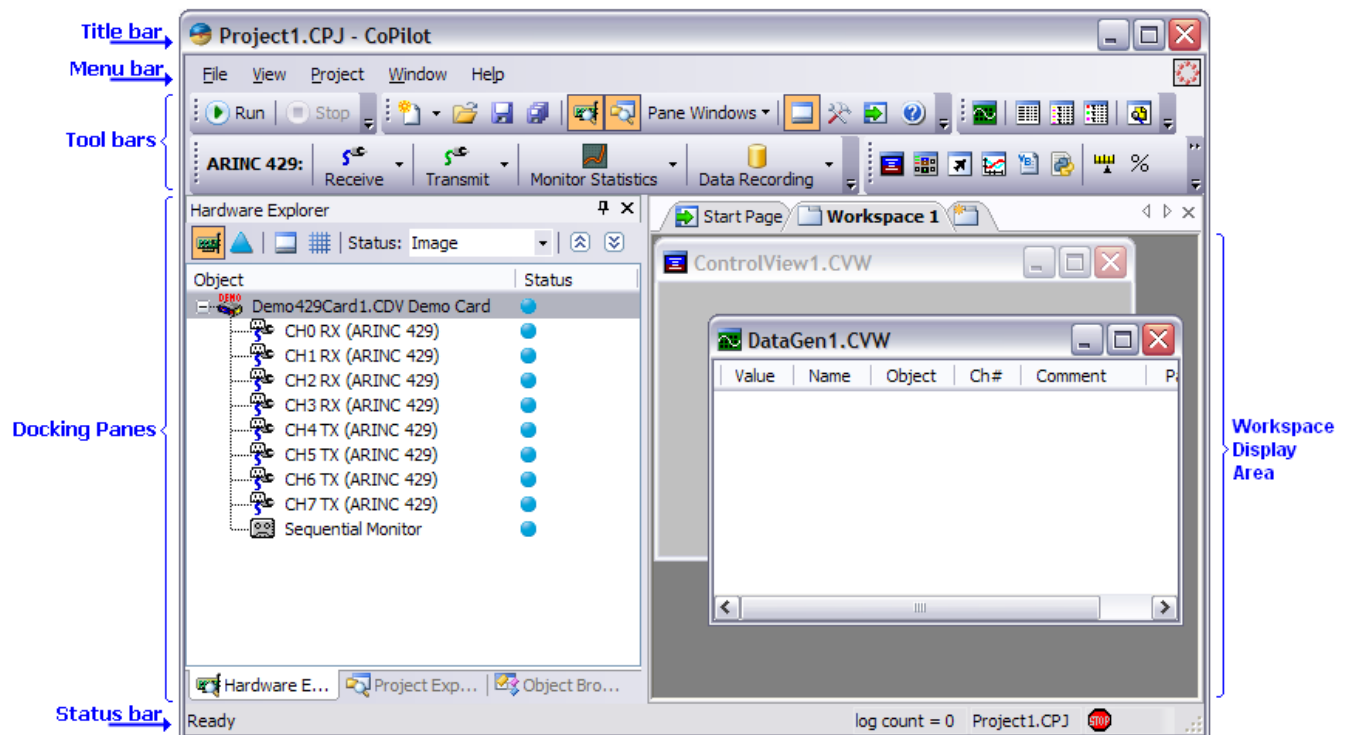 Title bar
Project1.CPJ - CoPilot
Menu bar
File View Project Window Help
Tool bars
Run Stop Pane Windows
ARINC 429: Receive Transmit Monitor Statistics Data Recording %
Docking Panes
Hardware Explorer
Status: Image
Object Status
DEMO
Demo429Card1.CDV Demo Card
CH0 RX (ARINC 429)
CH1 RX (ARINC 429)
CH2 RX (ARINC 429)
CH3 RX (ARINC 429)
CH4 TX (ARINC 429)
CH5 TX (ARINC 429)
CH6 TX (ARINC 429)
CH7 TX (ARINC 429)
Sequential Monitor
Hardware E... Project Exp... Object Bro...
Start Page Workspace 1
ControlView1.CVW
DataGen1.CVW
Value Name Object Ch# Comment Pa
Workspace
Display
Area
Status bar
Ready log count = 0 Project1.CPJ STOP